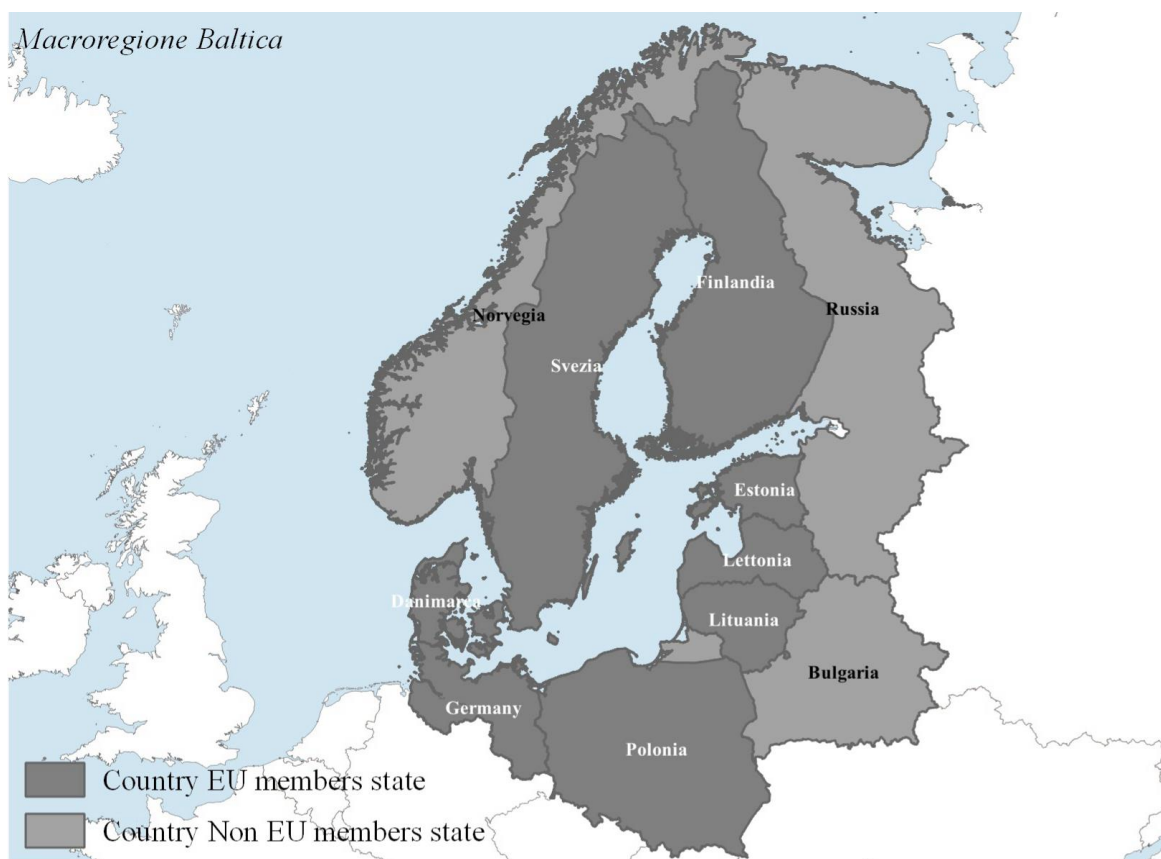 Macroregione Baltica
Finlandia
Norvegia
Russia
Svezia
Estonia
Lettonia
Danimarca
Lituania
Bulgaria
Germany
Polonia
Country EU members state
Country Non EU members state